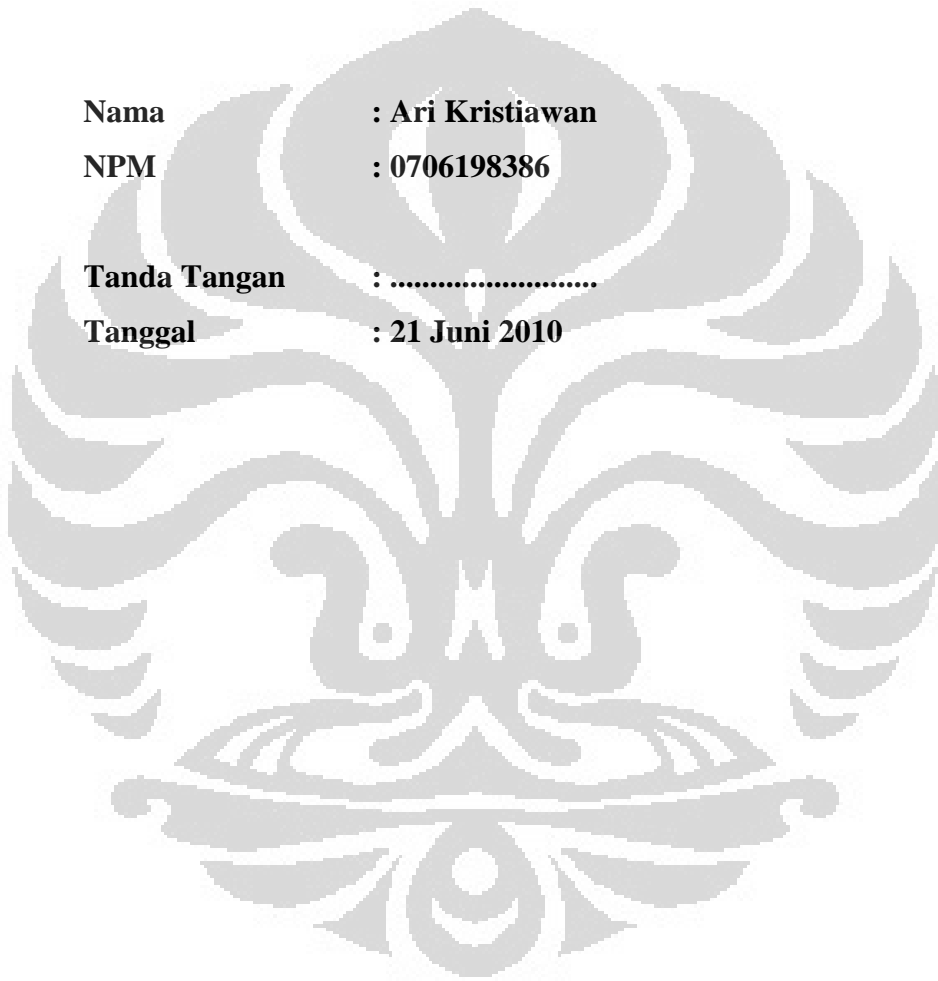 Nama : Ari Kristiawan
NPM : 0706198386
Tanda Tangan : ..........................
Tanggal : 21 Juni 2010